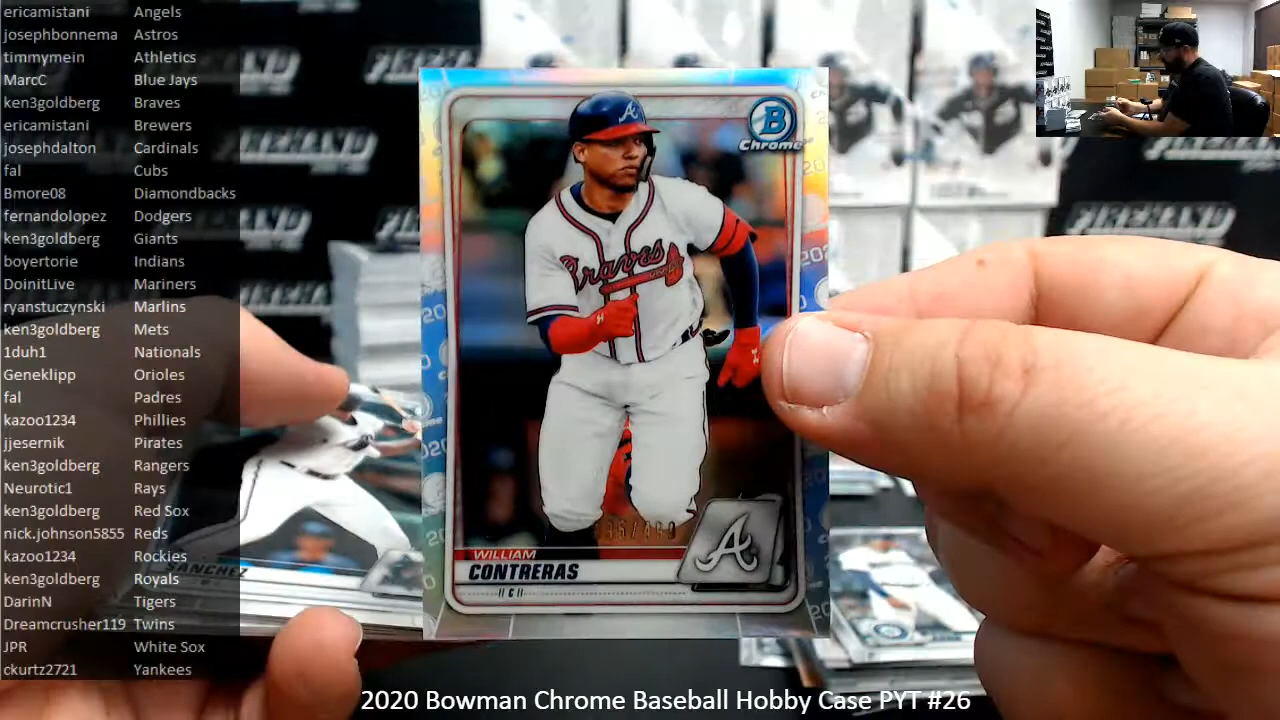 ericamistani Angels
josephbonnema Astros
timmymein Athletics
MarcC Blue Jays
ken3goldberg Braves
ericamistani Brewers
josephdalton Cardinals
fal Cubs
Bmore08 Diamondbacks
fernandolopez Dodgers
ken3goldberg Giants
boyertorie Indians
DoinitLive Mariners
ryanstuczynski Marlins
ken3goldberg Mets
1duh1 Nationals
Geneklipp Orioles
fal Padres
kazoo1234 Phillies
jjesernik Pirates
ken3goldberg Rangers
Neurotic1 Rays
ken3goldberg Red Sox
nick.johnson5855 Reds
kazoo1234 Rockies
ken3goldberg Royals
DarinN Tigers
Dreamcrusher119 Twins
JPR White Sox
ckurtz2721 Yankees
B
Chrome
A
Braves
A
WILLIAM
CONTRERAS
C
SANCHEZ
FIREHAND
FIREHAND
2020 Bowman Chrome Baseball Hobby Case PYT #26